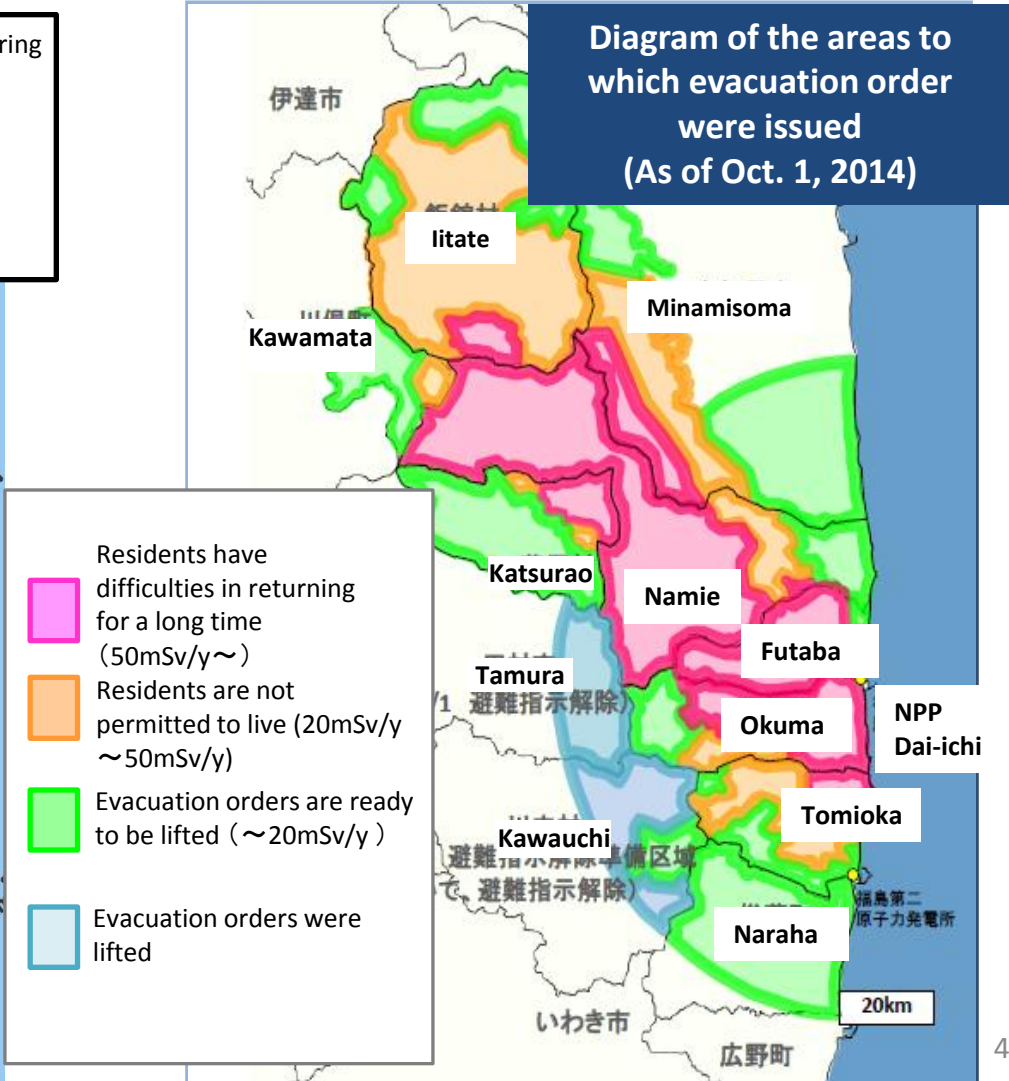 ring
Diagram of the areas to
which evacuation order
were issued
(As of Oct. 1, 2014)
伊達市
Iitate
Minamisoma
Kawamata
Residents have
difficulties in returning
for a long time
（50mSv/y～）
Residents are not
permitted to live (20mSv/y
～50mSv/y)
Evacuation orders are ready
to be lifted（～20mSv/y ）
Evacuation orders were
lifted
Katsurao
Namie
Futaba
Tamura
/1 避難指示解除）
Okuma
NPP
Dai-ichi
Tomioka
Kawauchi
避難指示解除準備区域
で、避難指示解除）
福島第二
原子力発電所
Naraha
20km
いわき市
広野町
4